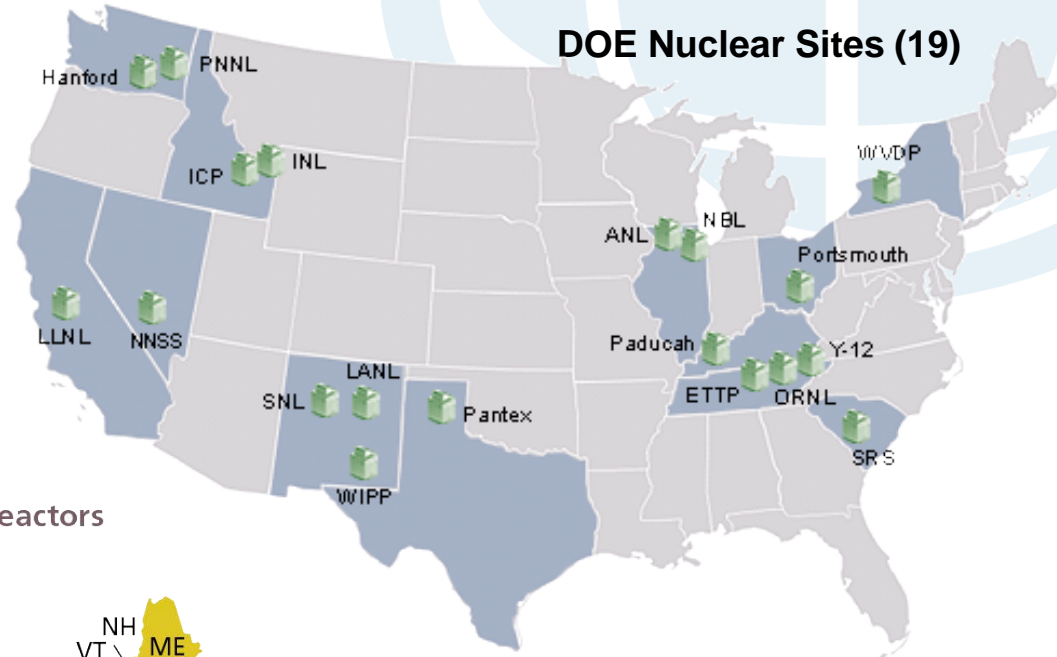 DOE Nuclear Sites (19)
Hanford
PNNL
ICP
INL
WVDP
ANL
NBL
Portsmouth
LLNL
NNSS
Paducah
Y-12
LANL
SNL
Pantex
ETTP
ORNL
SRS
WIPP
eactors
NH
VT
ME